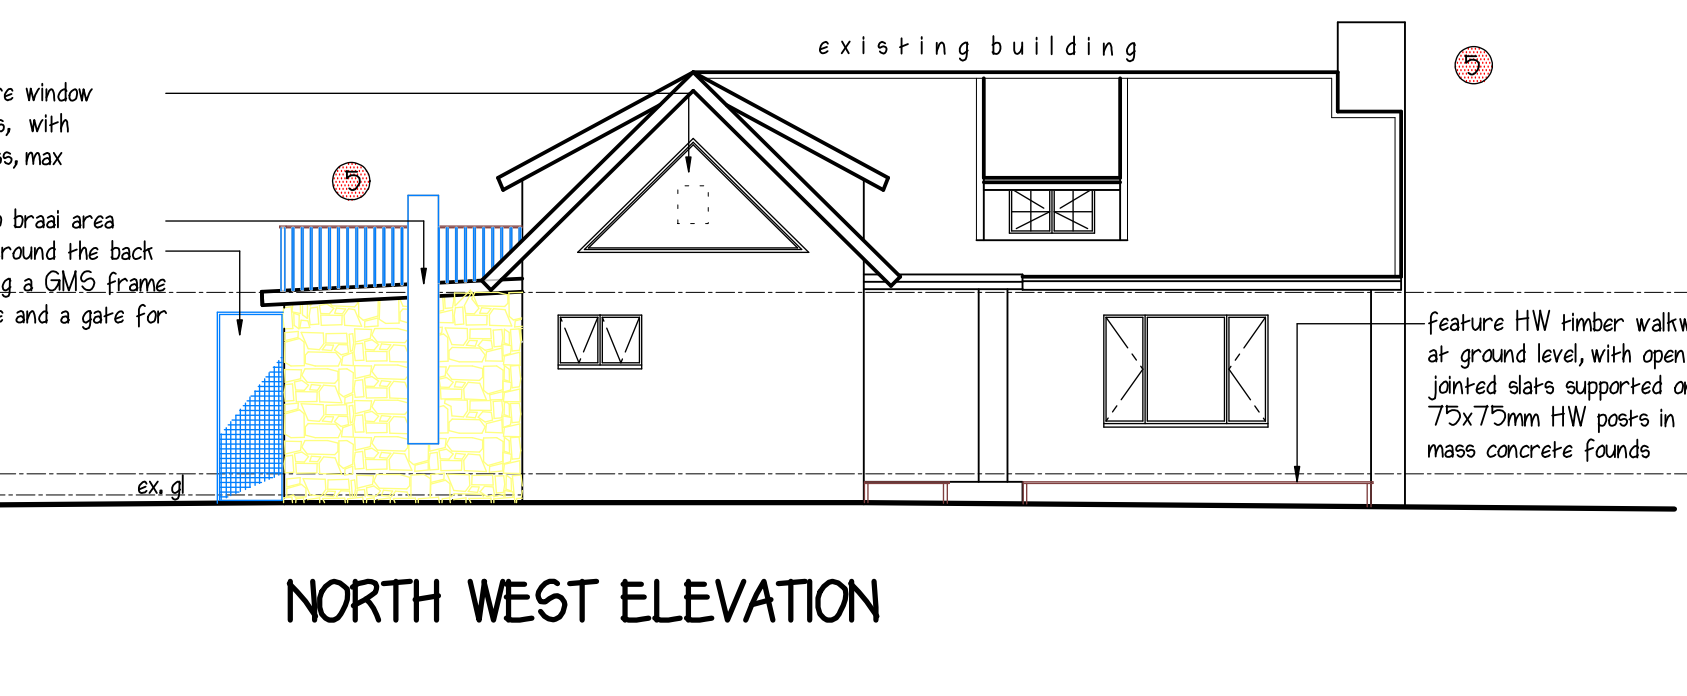 existing building
5
re window
s, with
ss, max
5
braai area
round the back
g a GMS frame
e and a gate for
ex. gl
feature HW timber walkw
at ground level, with open
jointed slats supported on
75x75mm HW posts in
mass concrete founds
NORTH WEST ELEVATION